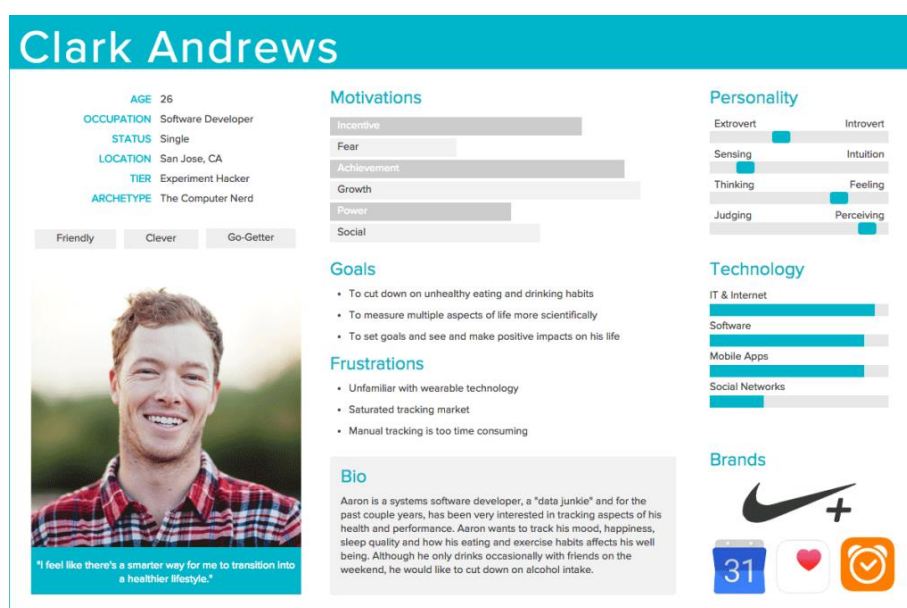 Clark Andrews
AGE 26
OCCUPATION Software Developer
STATUS Single
LOCATION San Jose, CA
TIER Experiment Hacker
ARCHETYPE The Computer Nerd
Friendly Clever Go-Getter
"I feel like there's a smarter way for me to transition into
a healthier lifestyle."
Motivations
Incentive
Fear
Achievement
Growth
Power
Social
Goals
• To cut down on unhealthy eating and drinking habits
• To measure multiple aspects of life more scientifically
• To set goals and see and make positive impacts on his life
Frustrations
• Unfamiliar with wearable technology
• Saturated tracking market
• Manual tracking is too time consuming
Bio
Aaron is a systems software developer, a "data junkie" and for the
past couple years, has been very interested in tracking aspects of his
health and performance. Aaron wants to track his mood, happiness,
sleep quality and how his eating and exercise habits affects his well
being. Although he only drinks occasionally with friends on the
weekend, he would like to cut down on alcohol intake.
Personality
Extrovert Introvert
Sensing Intuition
Thinking Feeling
Judging Perceiving
Technology
IT & Internet
Software
Mobile Apps
Social Networks
Brands
+
31